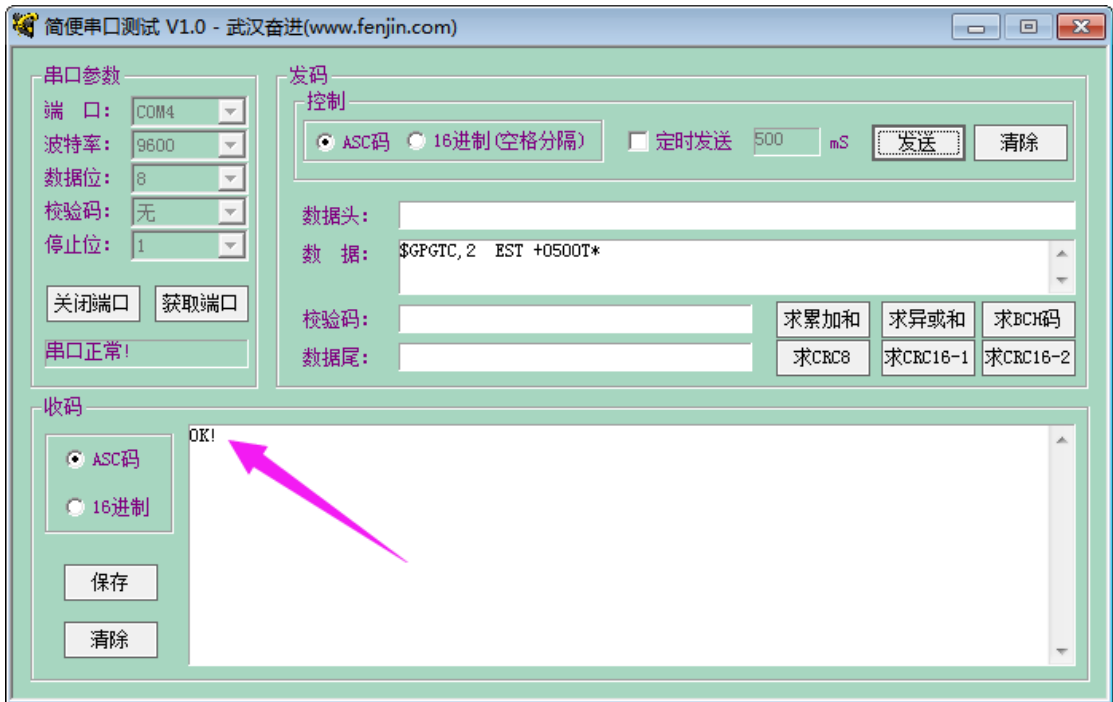 简便串口测试 V1.0 - 武汉奋进(www.fenjin.com)
串口参数
端 口: COM4
波特率: 9600
数据位: 8
校验码: 无
停止位: 1
关闭端口 获取端口
串口正常!
发码
控制
ASC码 16进制(空格分隔) 定时发送 500 mS 发送 清除
数据头:
数 据: $GPGTC,2  EST +0500T*
校验码: 求累加和 求异或和 求BCH码
数据尾: 求CRC8 求CRC16-1 求CRC16-2
收码
ASC码
16进制
保存
清除
OK!